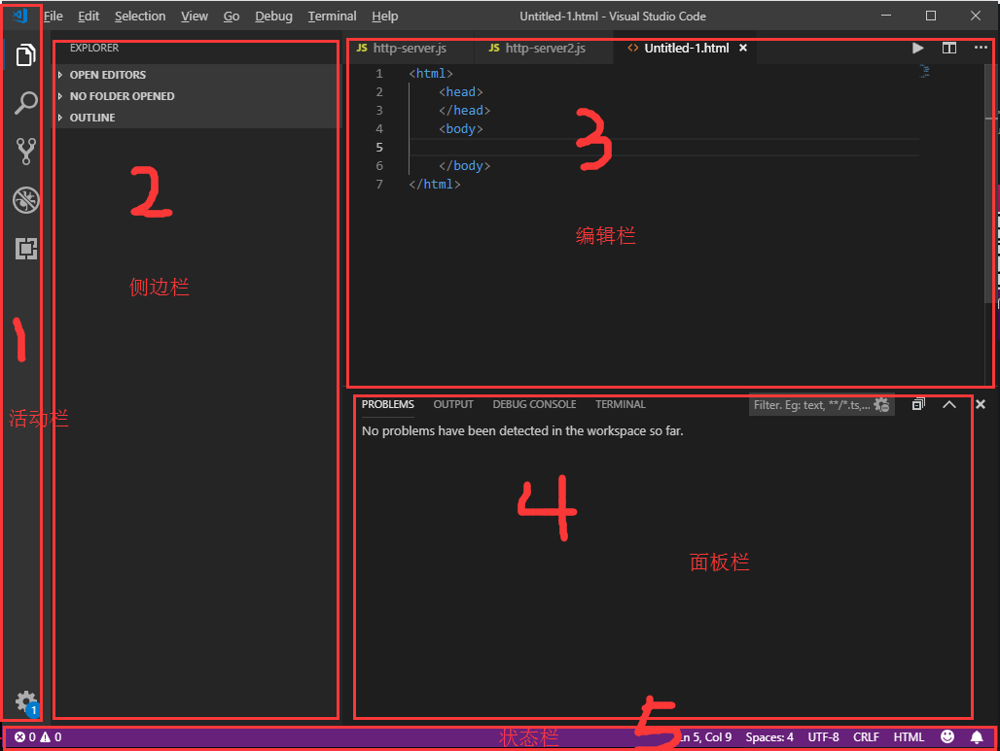 File Edit Selection View Go Debug Terminal Help Untitled-1.html - Visual Studio Code
EXPLORER
OPEN EDITORS
NO FOLDER OPENED
OUTLINE
2
侧边栏
1
活动栏
1
JS http-server.js JS http-server2.js <> Untitled-1.html
1 <html>
2 <head>
3 </head>
4 <body>
5
6 </body>
7 </html>
3
编辑栏
PROBLEMS OUTPUT DEBUG CONSOLE TERMINAL Filter. Eg: text, **/*.ts,...
No problems have been detected in the workspace so far.
4
面板栏
5
0 0 状态栏 Ln 5, Col 9 Spaces: 4 UTF-8 CRLF HTML